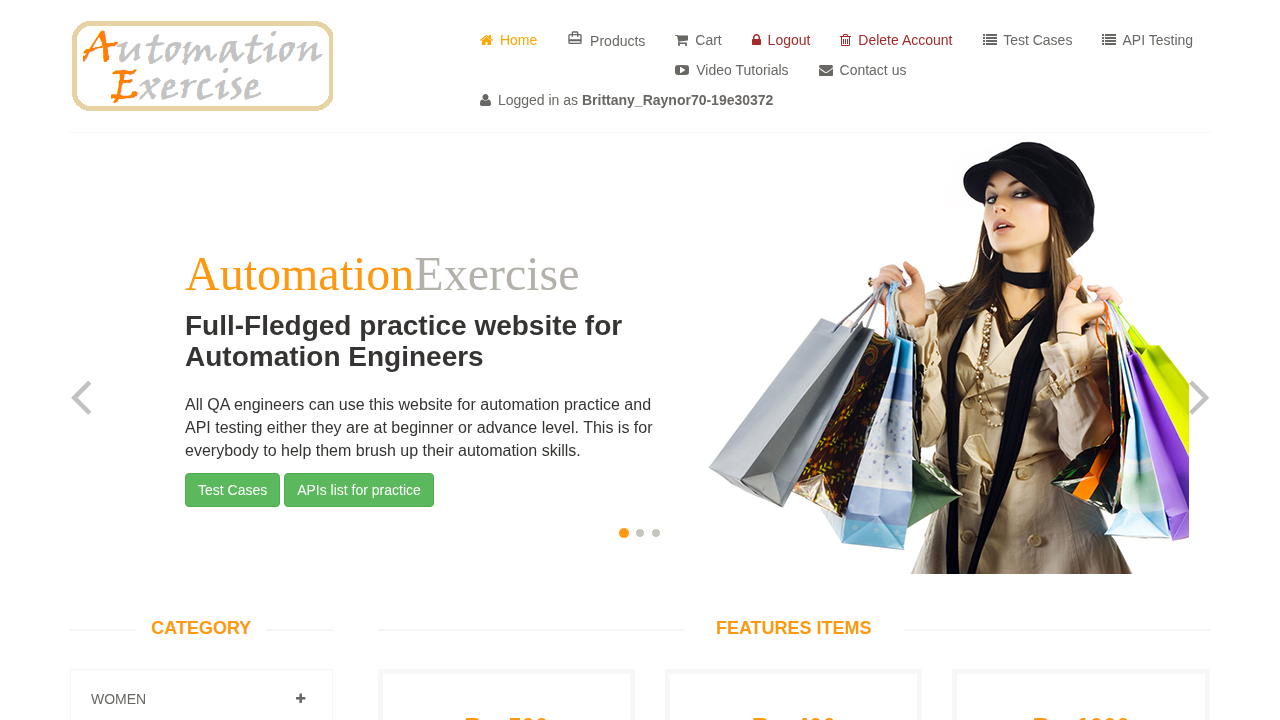 Automation
Exercise
Home
Products
Cart
Logout
Delete Account
Test Cases
API Testing
Video Tutorials
Contact us
Logged in as Brittany_Raynor70-19e30372
AutomationExercise
Full-Fledged practice website for
Automation Engineers
All QA engineers can use this website for automation practice and
API testing either they are at beginner or advance level. This is for
everybody to help them brush up their automation skills.
Test Cases
APIs list for practice
CATEGORY
FEATURES ITEMS
WOMEN